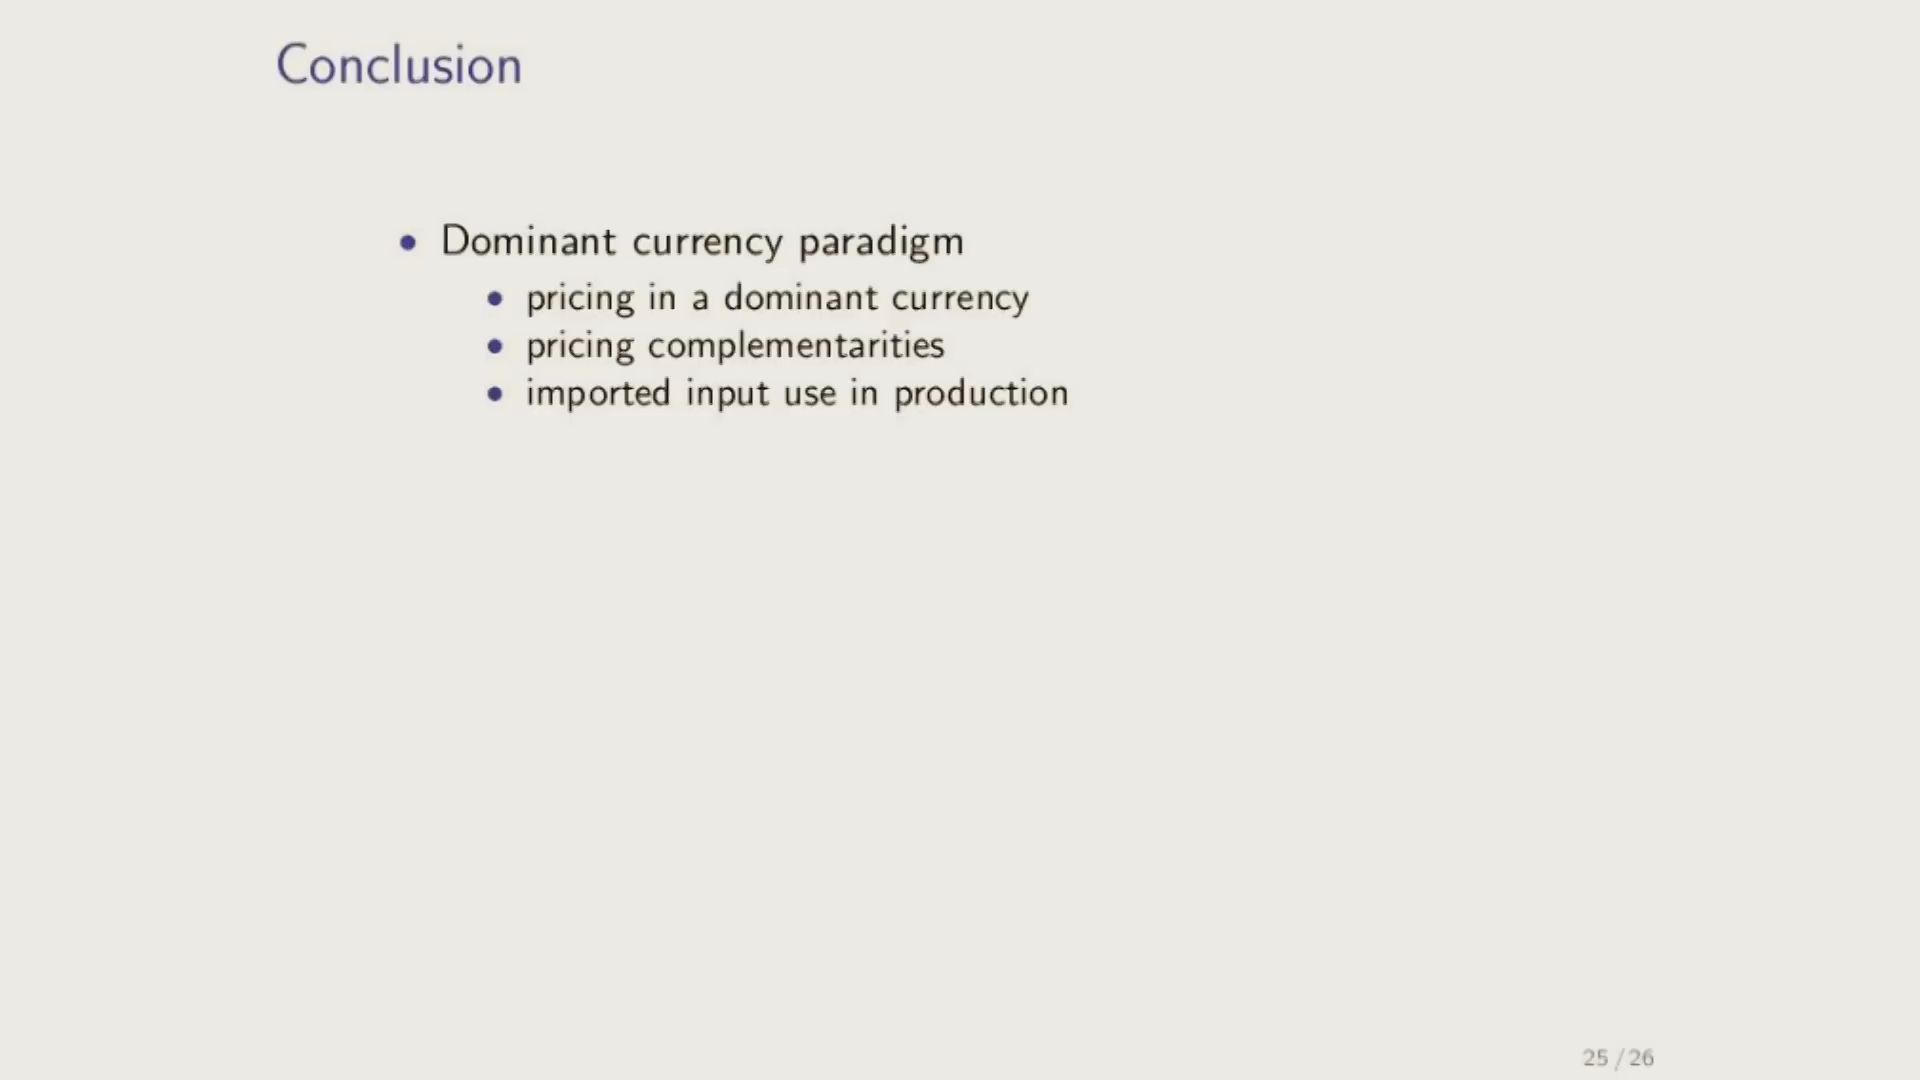 Conclusion
• Dominant currency paradigm
• pricing in a dominant currency
• pricing complementarities
• imported input use in production
25 / 26